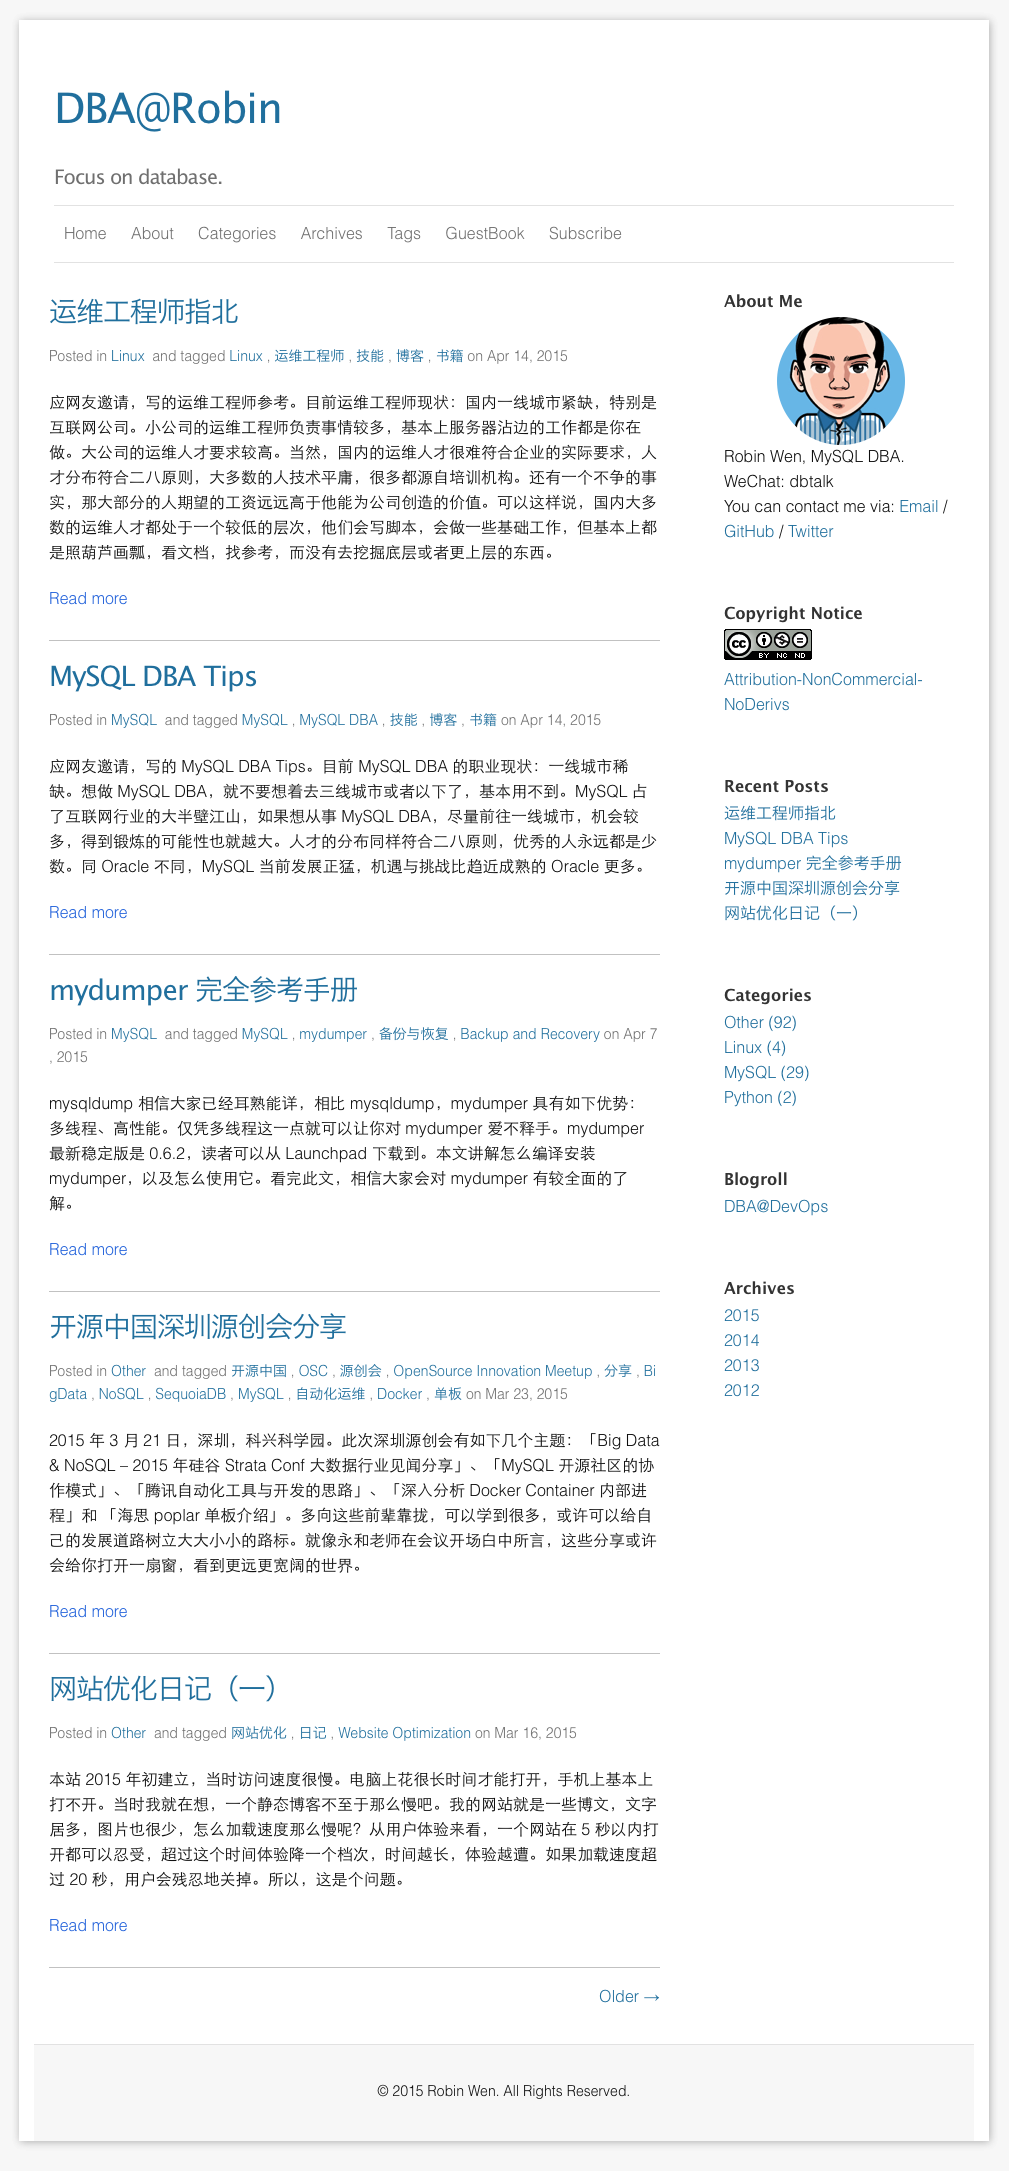 DBA@Robin
Focus on database.
Home About Categories Archives Tags GuestBook Subscribe
运维工程师指北
Posted in Linux and tagged Linux , 运维工程师 , 技能 , 博客 , 书籍 on Apr 14, 2015
应网友邀请，写的运维工程师参考。目前运维工程师现状：国内一线城市紧缺，特别是
互联网公司。小公司的运维工程师负责事情较多，基本上服务器沾边的工作都是你在
做。大公司的运维人才要求较高。当然，国内的运维人才很难符合企业的实际要求，人
才分布符合二八原则，大多数的人技术平庸，很多都源自培训机构。还有一个不争的事
实，那大部分的人期望的工资远远高于他能为公司创造的价值。可以这样说，国内大多
数的运维人才都处于一个较低的层次，他们会写脚本，会做一些基础工作，但基本上都
是照葫芦画瓢，看文档，找参考，而没有去挖掘底层或者更上层的东西。
Read more
MySQL DBA Tips
Posted in MySQL and tagged MySQL , MySQL DBA , 技能 , 博客 , 书籍 on Apr 14, 2015
应网友邀请，写的 MySQL DBA Tips。目前 MySQL DBA 的职业现状：一线城市稀
缺。想做 MySQL DBA，就不要想着去三线城市或者以下了，基本用不到。MySQL 占
了互联网行业的大半壁江山，如果想从事 MySQL DBA，尽量前往一线城市，机会较
多，得到锻炼的可能性也就越大。人才的分布同样符合二八原则，优秀的人永远都是少
数。同 Oracle 不同，MySQL 当前发展正猛，机遇与挑战比趋近成熟的 Oracle 更多。
Read more
mydumper 完全参考手册
Posted in MySQL and tagged MySQL , mydumper , 备份与恢复 , Backup and Recovery on Apr 7
, 2015
mysqldump 相信大家已经耳熟能详，相比 mysqldump，mydumper 具有如下优势：
多线程、高性能。仅凭多线程这一点就可以让你对 mydumper 爱不释手。mydumper
最新稳定版是 0.6.2，读者可以从 Launchpad 下载到。本文讲解怎么编译安装
mydumper，以及怎么使用它。看完此文，相信大家会对 mydumper 有较全面的了
解。
Read more
开源中国深圳源创会分享
Posted in Other and tagged 开源中国 , OSC , 源创会 , OpenSource Innovation Meetup , 分享 , Bi
gData , NoSQL , SequoiaDB , MySQL , 自动化运维 , Docker , 单板 on Mar 23, 2015
2015 年 3 月 21 日，深圳，科兴科学园。此次深圳源创会有如下几个主题：「Big Data
& NoSQL – 2015 年硅谷 Strata Conf 大数据行业见闻分享」、「MySQL 开源社区的协
作模式」、「腾讯自动化工具与开发的思路」、「深入分析 Docker Container 内部进
程」和 「海思 poplar 单板介绍」。多向这些前辈靠拢，可以学到很多，或许可以给自
己的发展道路树立大大小小的路标。就像永和老师在会议开场白中所言，这些分享或许
会给你打开一扇窗，看到更远更宽阔的世界。
Read more
网站优化日记（一）
Posted in Other and tagged 网站优化 , 日记 , Website Optimization on Mar 16, 2015
本站 2015 年初建立，当时访问速度很慢。电脑上花很长时间才能打开，手机上基本上
打不开。当时我就在想，一个静态博客不至于那么慢吧。我的网站就是一些博文，文字
居多，图片也很少，怎么加载速度那么慢呢？从用户体验来看，一个网站在 5 秒以内打
开都可以忍受，超过这个时间体验降一个档次，时间越长，体验越遭。如果加载速度超
过 20 秒，用户会残忍地关掉。所以，这是个问题。
Read more
Older →
About Me
Robin Wen, MySQL DBA.
WeChat: dbtalk
You can contact me via: Email /
GitHub / Twitter
Copyright Notice
cc BY NC ND
Attribution-NonCommercial-
NoDerivs
Recent Posts
运维工程师指北
MySQL DBA Tips
mydumper 完全参考手册
开源中国深圳源创会分享
网站优化日记（一）
Categories
Other (92)
Linux (4)
MySQL (29)
Python (2)
Blogroll
DBA@DevOps
Archives
2015
2014
2013
2012
© 2015 Robin Wen. All Rights Reserved.